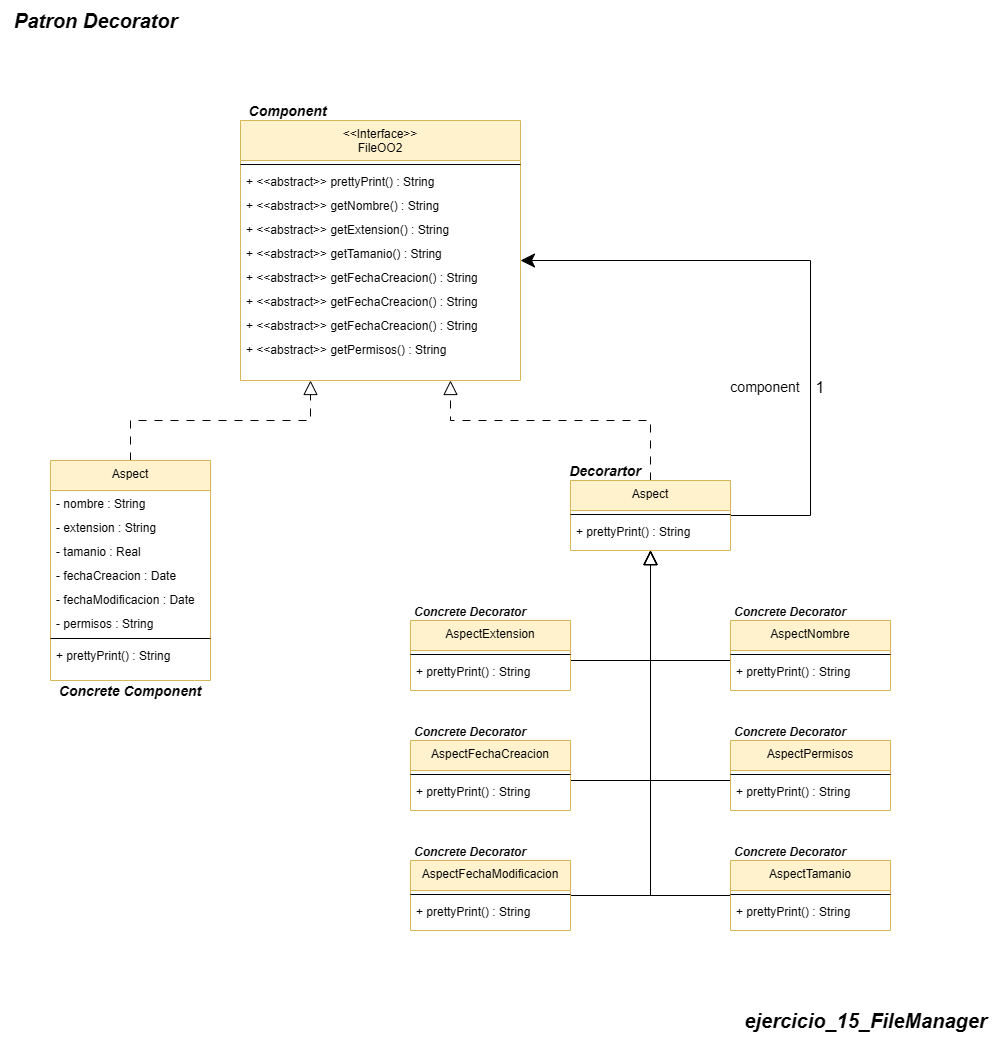 Patron Decorator
Component
<<Interface>>
FileOO2
+ <<abstract>> prettyPrint() : String
+ <<abstract>> getNombre() : String
+ <<abstract>> getExtension() : String
+ <<abstract>> getTamanio() : String
+ <<abstract>> getFechaCreacion() : String
+ <<abstract>> getFechaCreacion() : String
+ <<abstract>> getFechaCreacion() : String
+ <<abstract>> getPermisos() : String
component
1
Aspect
- nombre : String
- extension : String
- tamanio : Real
- fechaCreacion : Date
- fechaModificacion : Date
- permisos : String
+ prettyPrint() : String
Concrete Component
Decorartor
Aspect
+ prettyPrint() : String
Concrete Decorator
AspectExtension
+ prettyPrint() : String
Concrete Decorator
AspectNombre
+ prettyPrint() : String
Concrete Decorator
AspectFechaCreacion
+ prettyPrint() : String
Concrete Decorator
AspectPermisos
+ prettyPrint() : String
Concrete Decorator
AspectFechaModificacion
+ prettyPrint() : String
Concrete Decorator
AspectTamanio
+ prettyPrint() : String
ejercicio_15_FileManager